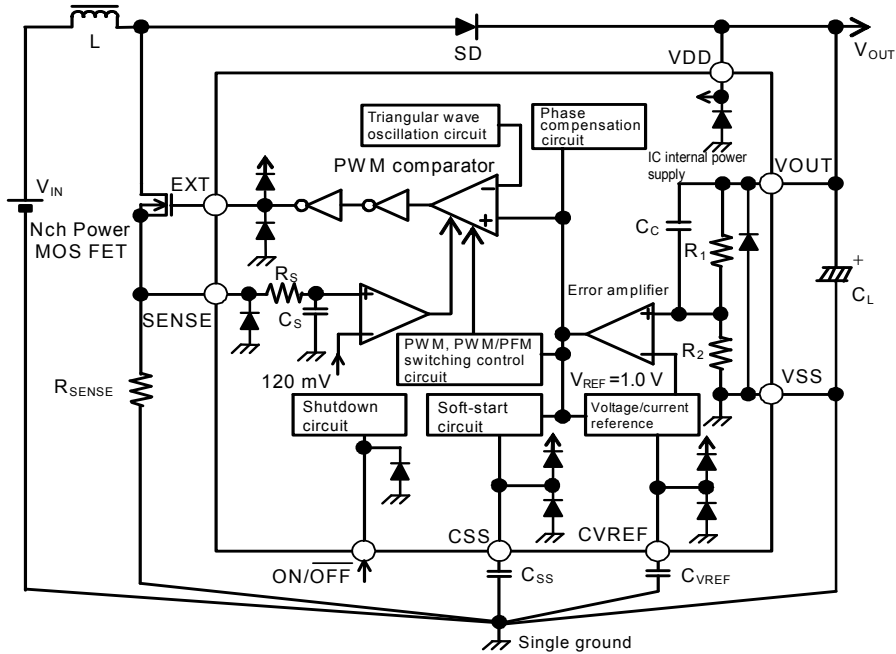 L
SD
VOUT
VDD
Triangular wave
oscillation circuit
Phase
compensation
circuit
IC internal power
supply
VOUT
PWM comparator
VIN
EXT
Nch Power
MOS FET
−
+
CC
R1
+
CL
RS
SENSE
CS
+
−
Error amplifier
+
−
R2
120 mV
PWM, PWM/PFM
switching control
circuit
VREF=1.0 V
VSS
RSENSE
Shutdown
circuit
Soft-start
circuit
Voltage/current
reference
CSS
CVREF
ON/OFF
CSS
CVREF
Single ground